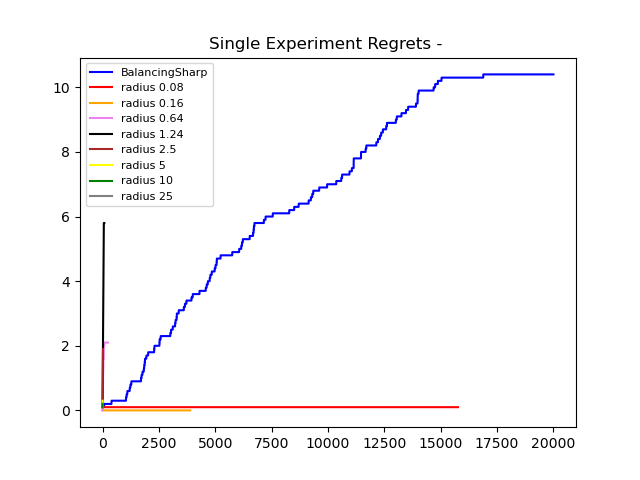 Single Experiment Regrets -
BalancingSharp
radius 0.08
radius 0.16
radius 0.64
radius 1.24
radius 2.5
radius 5
radius 10
radius 25
10
8
6
4
2
0
0 2500 5000 7500 10000 12500 15000 17500 20000